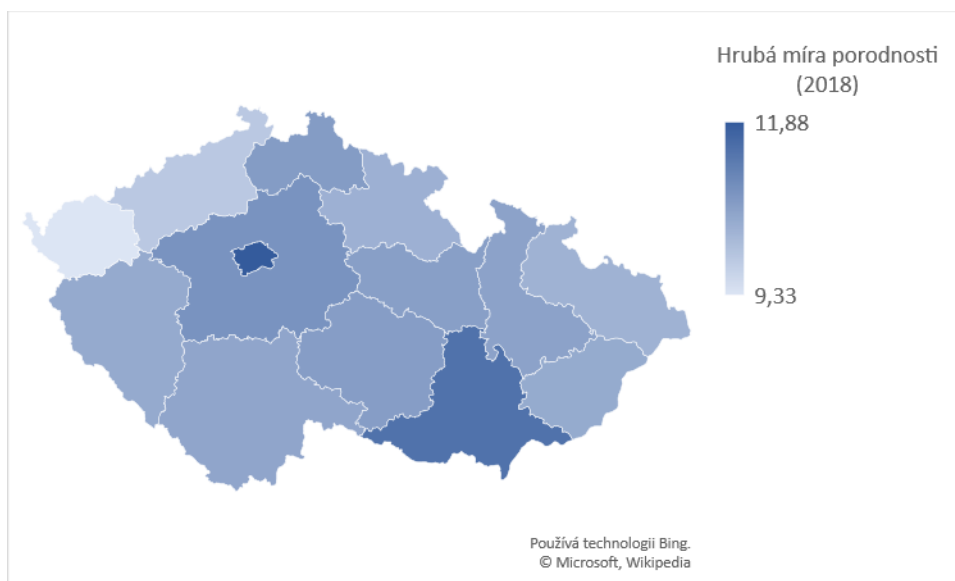 Hrubá míra porodnosti
(2018)
11,88
9,33
Používá technologii Bing.
© Microsoft, Wikipedia